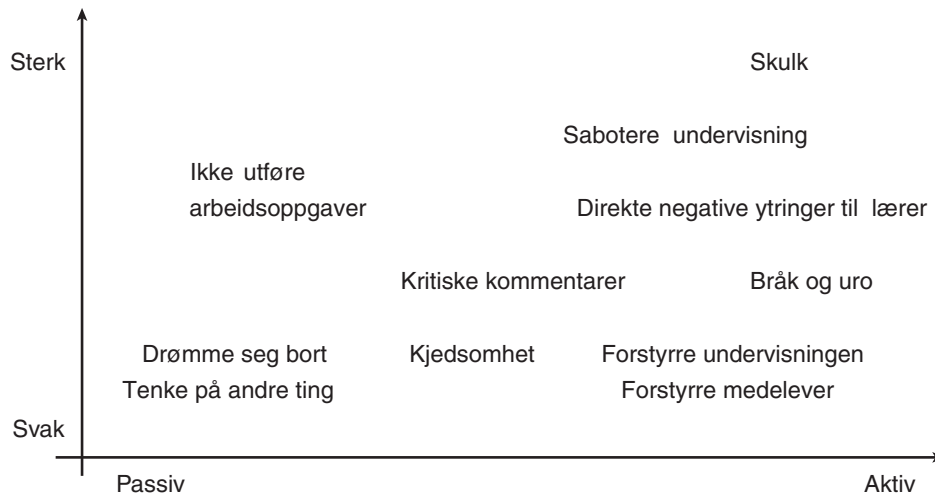 Sterk
Skulk
Sabotere undervisning
Ikke utføre
arbeidsoppgaver
Direkte negative ytringer til lærer
Kritiske kommentarer
Bråk og uro
Drømme seg bort
Kjedsomhet
Forstyrre undervisningen
Tenke på andre ting
Forstyrre medelever
Svak
Passiv
Aktiv